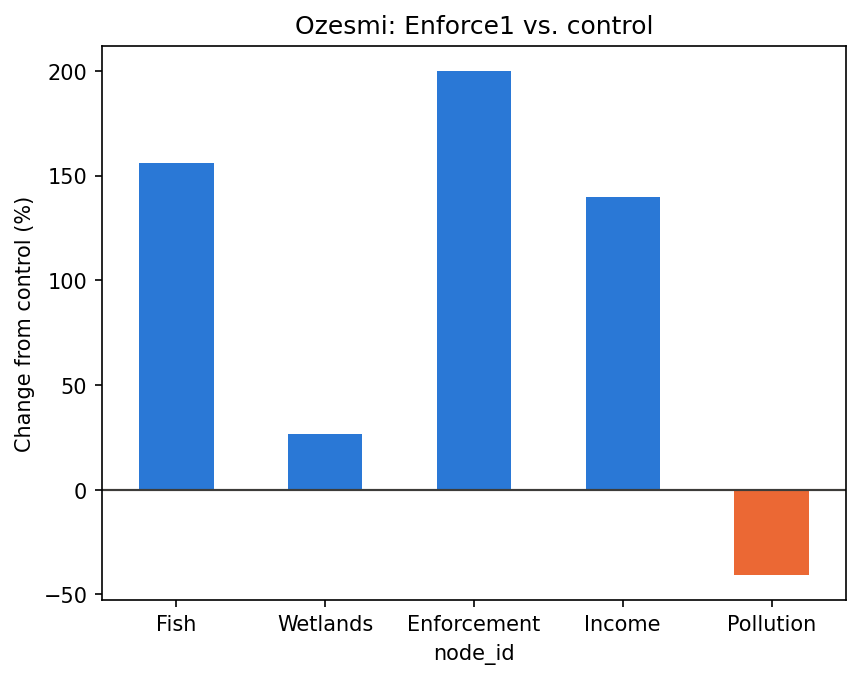 Ozesmi: Enforce1 vs. control
Change from control (%)
200
150
100
50
0
−50
Fish Wetlands Enforcement Income Pollution
node_id